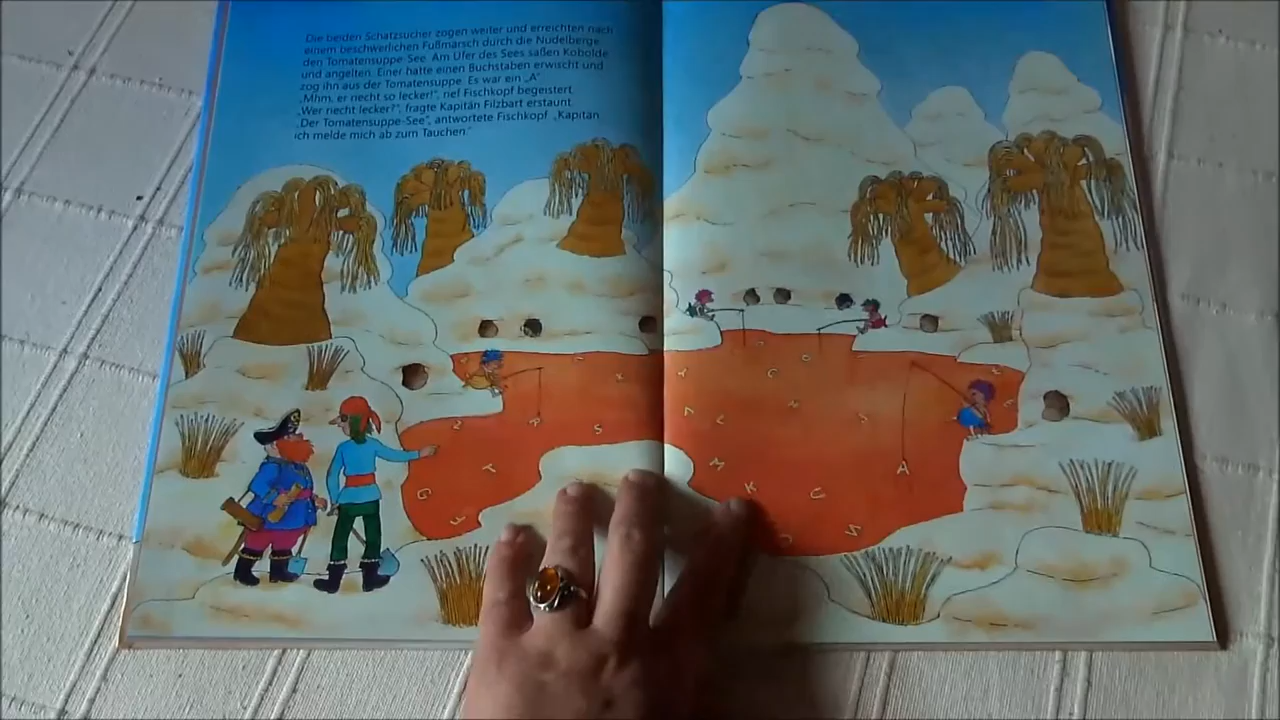 Die beiden Schatzsucher zogen weiter und erreichten nach
einem beschwerlichen Fußmarsch durch die Nudelberge
den Tomatensuppe-See. Am Ufer des Sees saßen Kobolde
und angelten. Einer hatte einen Buchstaben erwischt und
zog ihn aus der Tomatensuppe. Es war ein „A“
„Mhm, er riecht so lecker!“, rief Fischkopf begeistert.
„Wer riecht lecker?“, fragte Kapitän Filzbart erstaunt.
„Der Tomatensuppe-See“, antwortete Fischkopf. „Kapitän
ich melde mich ab zum Tauchen.“
Z
R
S
T
G
M
K
A